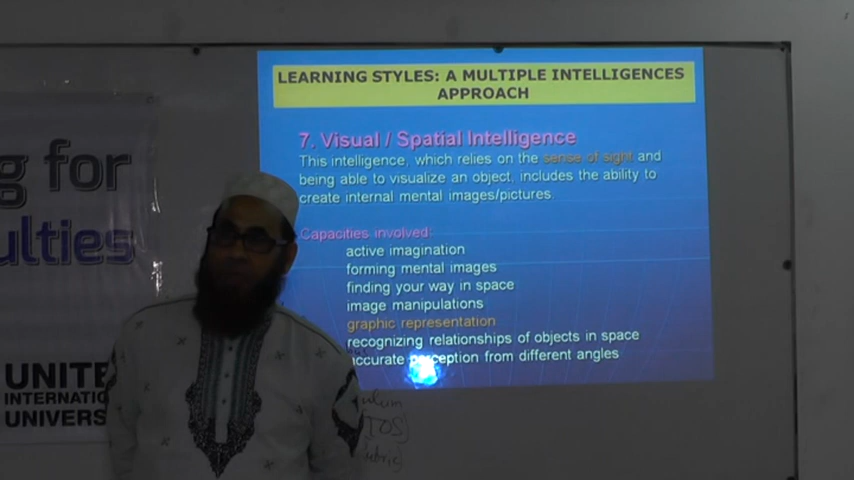 LEARNING STYLES: A MULTIPLE INTELLIGENCES
APPROACH
7. Visual / Spatial Intelligence
This intelligence, which relies on the sense of sight and
being able to visualize an object, includes the ability to
create internal mental images/pictures.
Capacities involved:
active imagination
forming mental images
finding your way in space
image manipulations
graphic representation
recognizing relationships of objects in space
accurate perception from different angles
g for
ulties
UNITE
INTERNATIO
UNIVERS